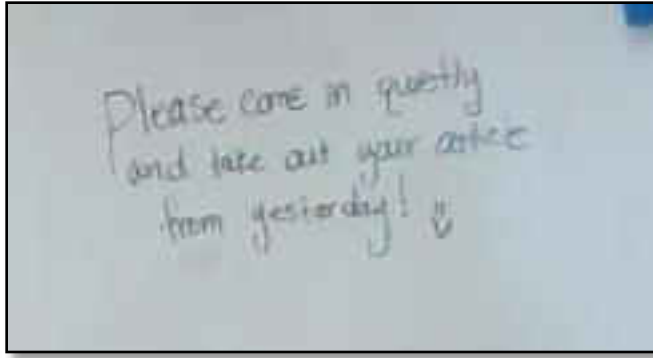 Please come in quietly
and take out your article
from yesterday! :)